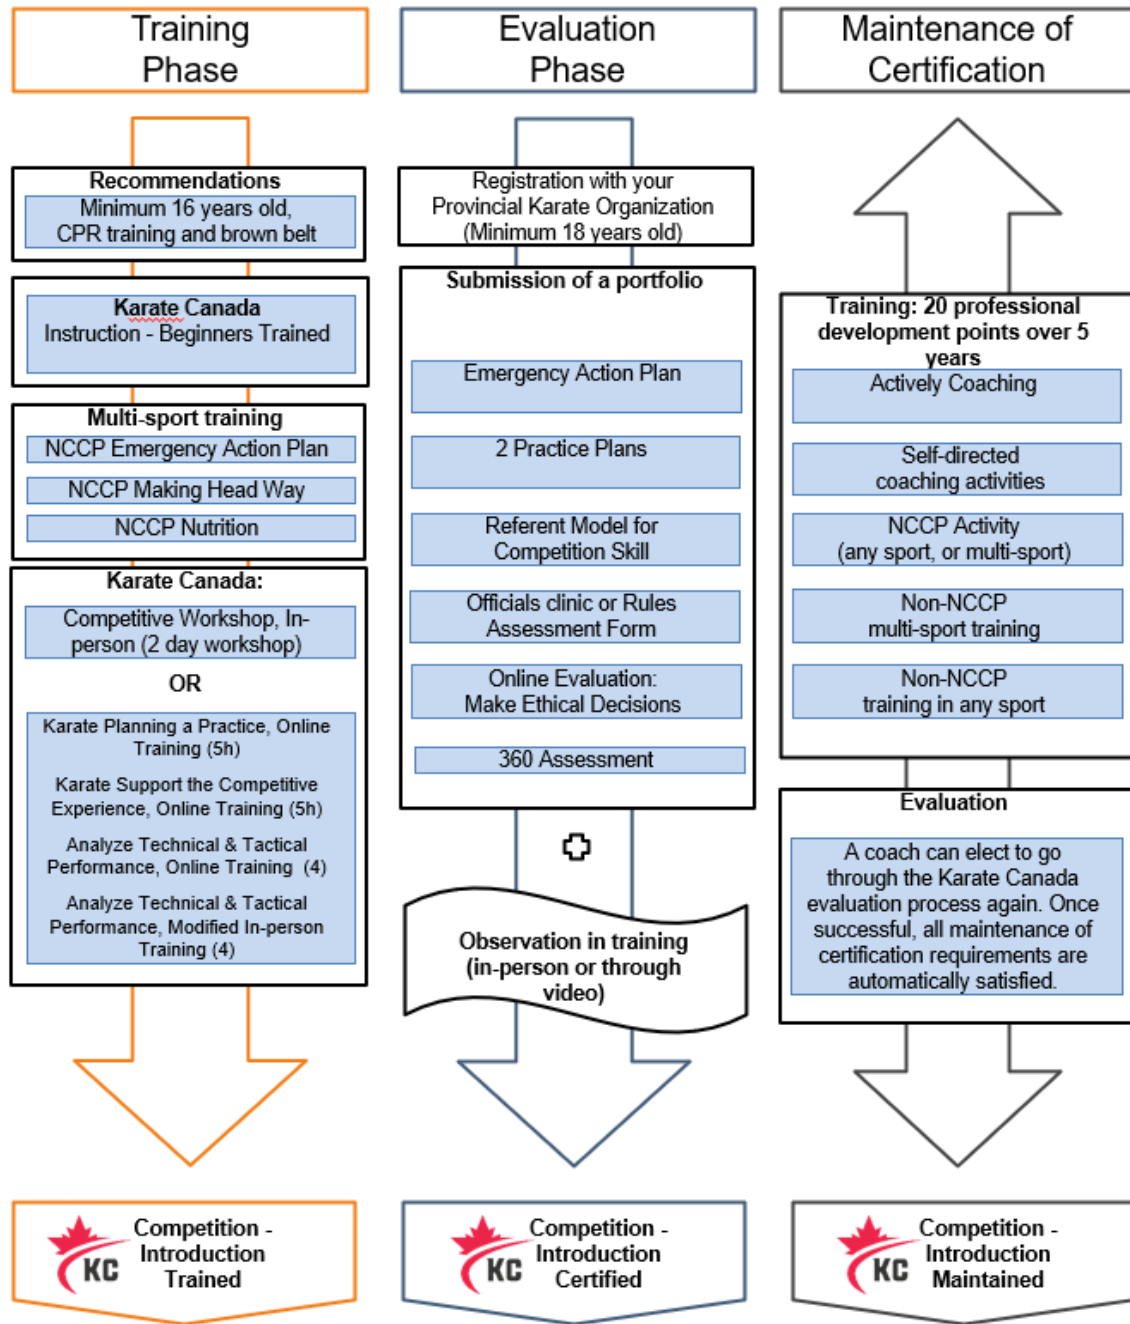 Training
Phase
Recommendations
Minimum 16 years old,
CPR training and brown belt
Karate Canada
Instruction - Beginners Trained
Multi-sport training
NCCP Emergency Action Plan
NCCP Making Head Way
NCCP Nutrition
Karate Canada:
Competitive Workshop, In-
person (2 day workshop)
OR
Karate Planning a Practice, Online
Training (5h)
Karate Support the Competitive
Experience, Online Training (5h)
Analyze Technical & Tactical
Performance, Online Training (4)
Analyze Technical & Tactical
Performance, Modified In-person
Training (4)
KC
Competition -
Introduction
Trained
Evaluation
Phase
Registration with your
Provincial Karate Organization
(Minimum 18 years old)
Submission of a portfolio
Emergency Action Plan
2 Practice Plans
Referent Model for
Competition Skill
Officials clinic or Rules
Assessment Form
Online Evaluation:
Make Ethical Decisions
360 Assessment
Observation in training
(in-person or through
video)
KC
Competition -
Introduction
Certified
Maintenance of
Certification
Training: 20 professional
development points over 5
years
Actively Coaching
Self-directed
coaching activities
NCCP Activity
(any sport, or multi-sport)
Non-NCCP
multi-sport training
Non-NCCP
training in any sport
Evaluation
A coach can elect to go
through the Karate Canada
evaluation process again. Once
successful, all maintenance of
certification requirements are
automatically satisfied.
KC
Competition -
Introduction
Maintained